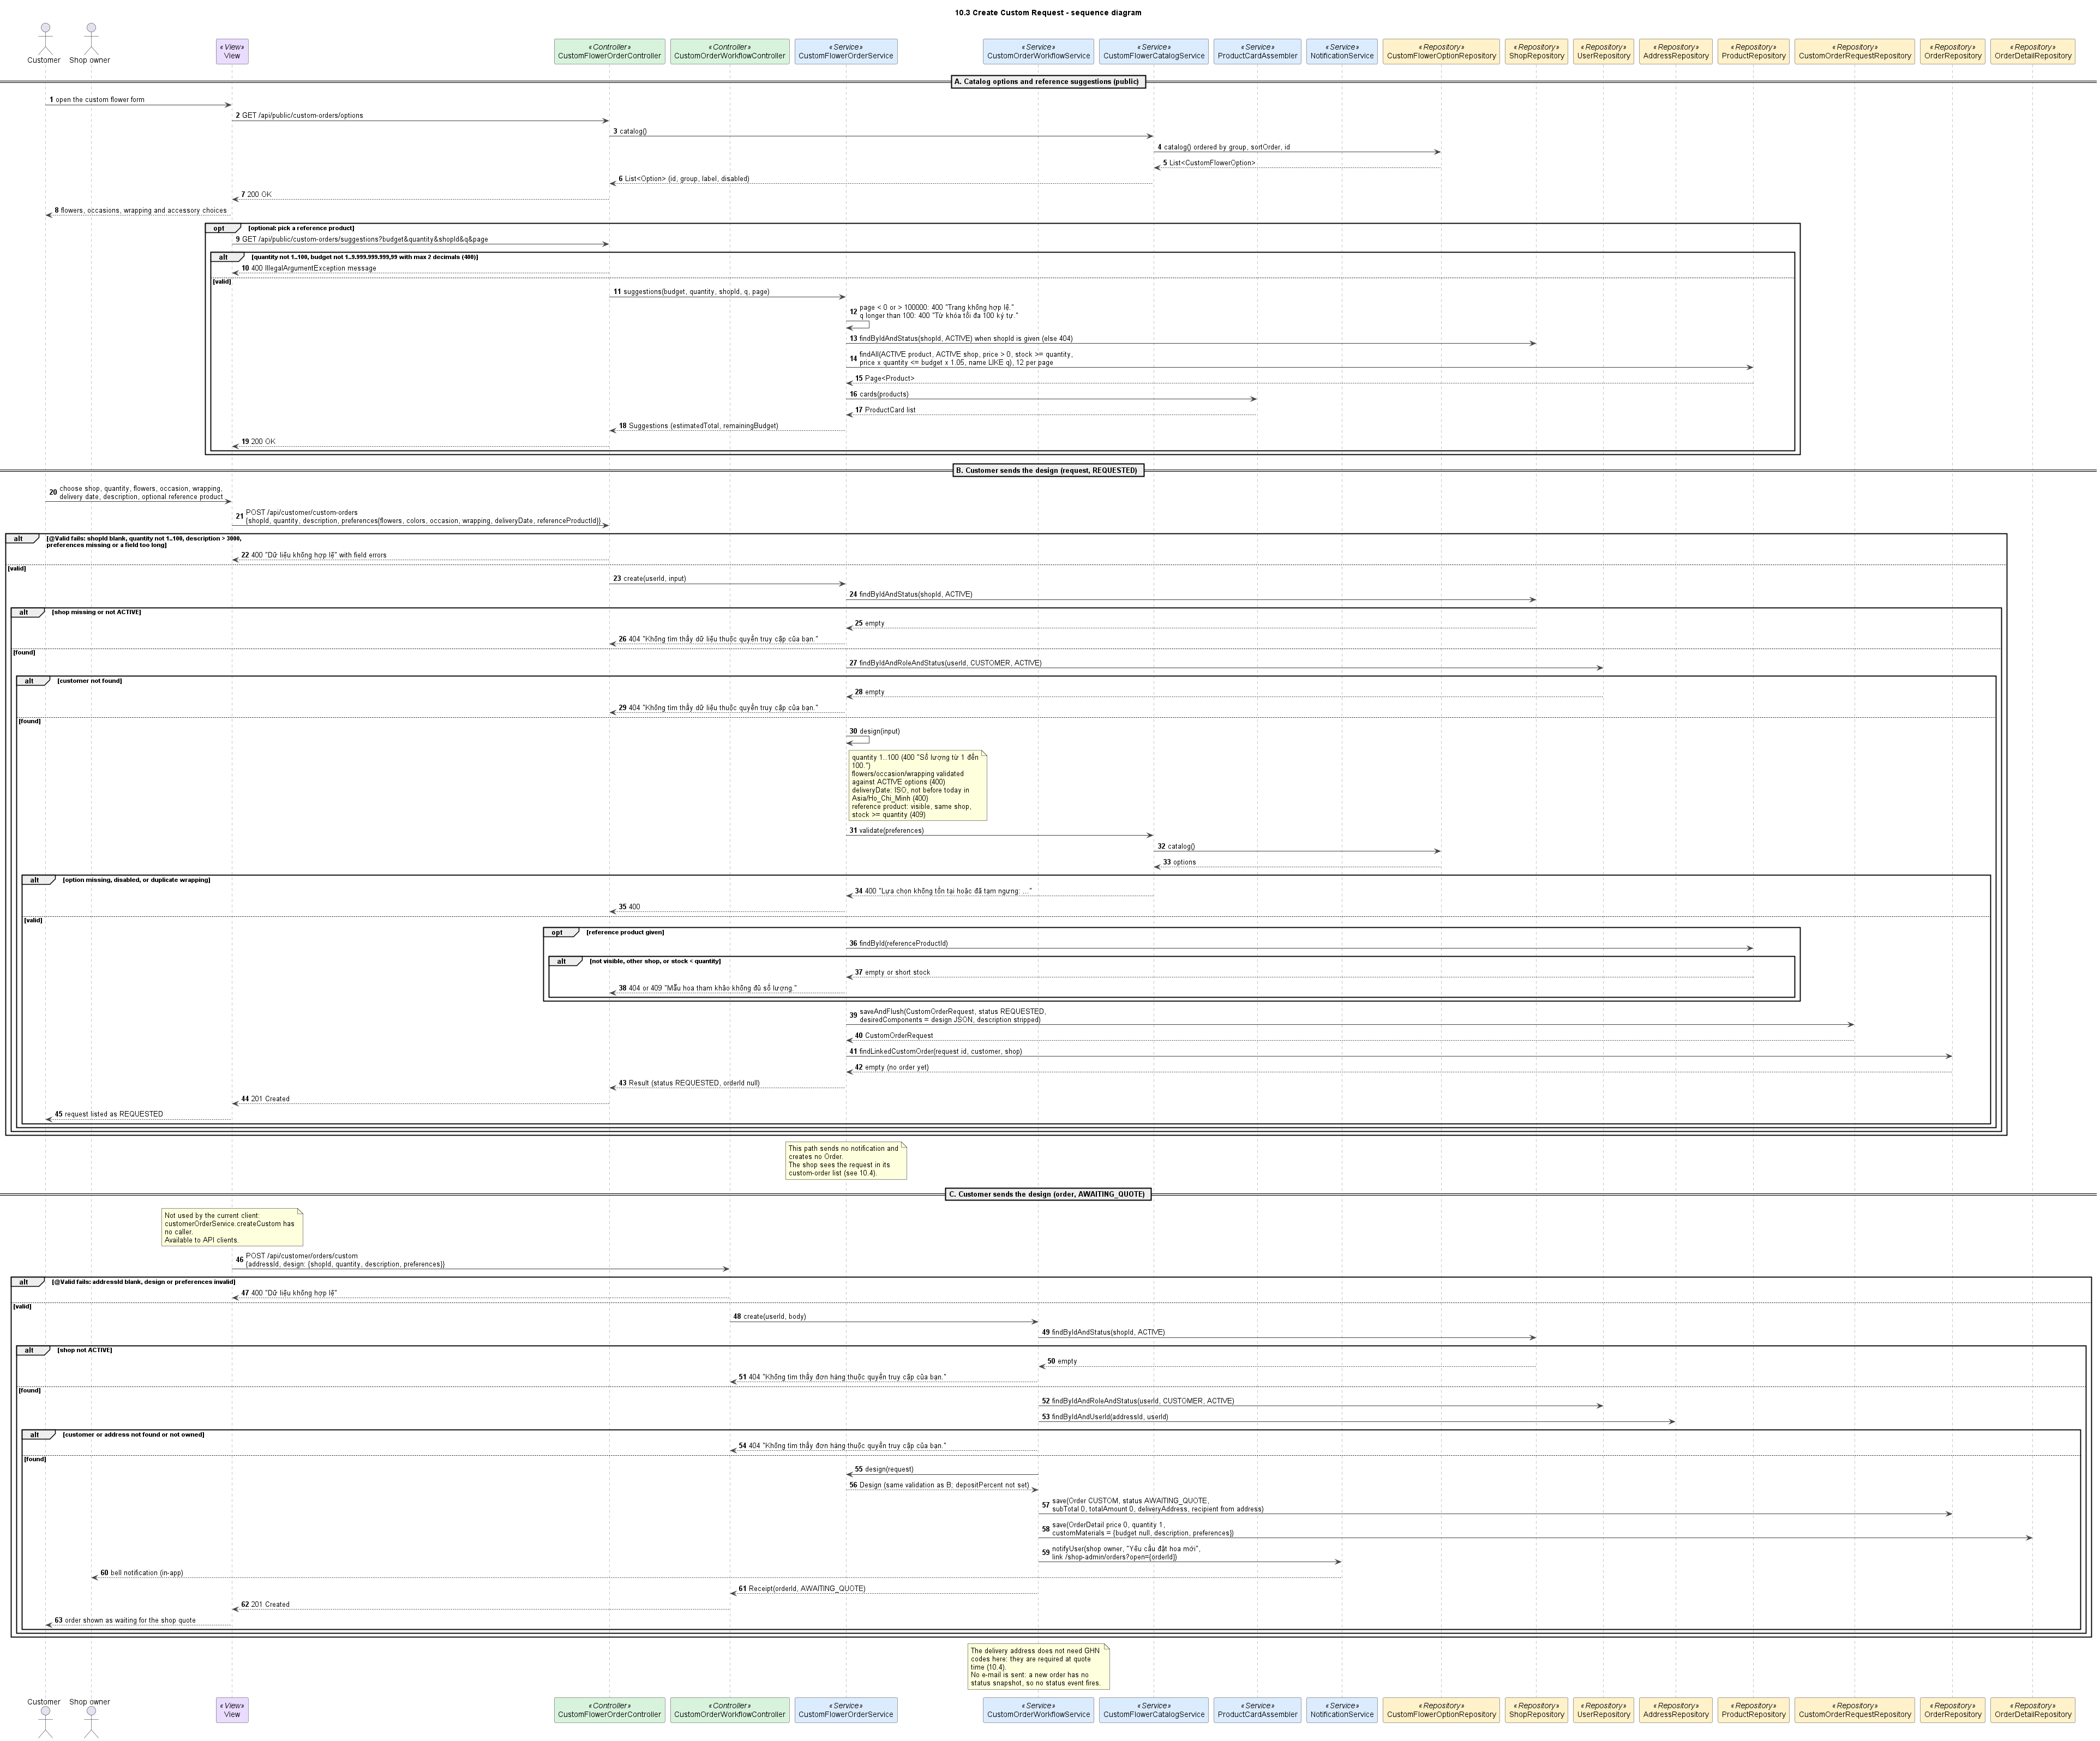 10.3 Create Custom Request - sequence diagram
Customer
Shop owner
«View»
View
«Controller»
CustomFlowerOrderController
«Controller»
CustomOrderWorkflowController
«Service»
CustomFlowerOrderService
«Service»
CustomOrderWorkflowService
«Service»
CustomFlowerCatalogService
«Service»
ProductCardAssembler
«Service»
NotificationService
«Repository»
CustomFlowerOptionRepository
«Repository»
ShopRepository
«Repository»
UserRepository
«Repository»
AddressRepository
«Repository»
ProductRepository
«Repository»
CustomOrderRequestRepository
«Repository»
OrderRepository
«Repository»
OrderDetailRepository
A. Catalog options and reference suggestions (public)
1 open the custom flower form
2 GET /api/public/custom-orders/options
3 catalog()
4 catalog() ordered by group, sortOrder, id
5 List<CustomFlowerOption>
6 List<Option> (id, group, label, disabled)
7 200 OK
8 flowers, occasions, wrapping and accessory choices
opt [optional: pick a reference product]
9 GET /api/public/custom-orders/suggestions?budget&quantity&shopId&q&page
alt [quantity not 1..100, budget not 1..9.999.999.999,99 with max 2 decimals (400)]
10 400 IllegalArgumentException message
[valid]
11 suggestions(budget, quantity, shopId, q, page)
12 page < 0 or > 100000: 400 "Trang không hợp lệ."
q longer than 100: 400 "Từ khóa tối đa 100 ký tự."
13 findByIdAndStatus(shopId, ACTIVE) when shopId is given (else 404)
14 findAll(ACTIVE product, ACTIVE shop, price > 0, stock >= quantity,
price x quantity <= budget x 1.05, name LIKE q), 12 per page
15 Page<Product>
16 cards(products)
17 ProductCard list
18 Suggestions (estimatedTotal, remainingBudget)
19 200 OK
B. Customer sends the design (request, REQUESTED)
20 choose shop, quantity, flowers, occasion, wrapping,
delivery date, description, optional reference product
21 POST /api/customer/custom-orders
{shopId, quantity, description, preferences{flowers, colors, occasion, wrapping, deliveryDate, referenceProductId}}
alt [@Valid fails: shopId blank, quantity not 1..100, description > 3000,
preferences missing or a field too long]
22 400 "Dữ liệu không hợp lệ" with field errors
[valid]
23 create(userId, input)
24 findByIdAndStatus(shopId, ACTIVE)
alt [shop missing or not ACTIVE]
25 empty
26 404 "Không tìm thấy dữ liệu thuộc quyền truy cập của bạn."
[found]
27 findByIdAndRoleAndStatus(userId, CUSTOMER, ACTIVE)
alt [customer not found]
28 empty
29 404 "Không tìm thấy dữ liệu thuộc quyền truy cập của bạn."
[found]
30 design(input)
quantity 1..100 (400 "Số lượng từ 1 đến
100.")
flowers/occasion/wrapping validated
against ACTIVE options (400)
deliveryDate: ISO, not before today in
Asia/Ho_Chi_Minh (400)
reference product: visible, same shop,
stock >= quantity (409)
31 validate(preferences)
32 catalog()
33 options
alt [option missing, disabled, or duplicate wrapping]
34 400 "Lựa chọn không tồn tại hoặc đã tạm ngưng: ..."
35 400
[valid]
opt [reference product given]
36 findById(referenceProductId)
alt [not visible, other shop, or stock < quantity]
37 empty or short stock
38 404 or 409 "Mẫu hoa tham khảo không đủ số lượng."
39 saveAndFlush(CustomOrderRequest, status REQUESTED,
desiredComponents = design JSON, description stripped)
40 CustomOrderRequest
41 findLinkedCustomOrder(request id, customer, shop)
42 empty (no order yet)
43 Result (status REQUESTED, orderId null)
44 201 Created
45 request listed as REQUESTED
This path sends no notification and
creates no Order.
The shop sees the request in its
custom-order list (see 10.4).
C. Customer sends the design (order, AWAITING_QUOTE)
Not used by the current client:
customerOrderService.createCustom has
no caller.
Available to API clients.
46 POST /api/customer/orders/custom
{addressId, design: {shopId, quantity, description, preferences}}
alt [@Valid fails: addressId blank, design or preferences invalid]
47 400 "Dữ liệu không hợp lệ"
[valid]
48 create(userId, body)
49 findByIdAndStatus(shopId, ACTIVE)
alt [shop not ACTIVE]
50 empty
51 404 "Không tìm thấy đơn hàng thuộc quyền truy cập của bạn."
[found]
52 findByIdAndRoleAndStatus(userId, CUSTOMER, ACTIVE)
53 findByIdAndUserId(addressId, userId)
alt [customer or address not found or not owned]
54 404 "Không tìm thấy đơn hàng thuộc quyền truy cập của bạn."
[found]
55 design(request)
56 Design (same validation as B; depositPercent not set)
57 save(Order CUSTOM, status AWAITING_QUOTE,
subTotal 0, totalAmount 0, deliveryAddress, recipient from address)
58 save(OrderDetail price 0, quantity 1,
customMaterials = {budget null, description, preferences})
59 notifyUser(shop owner, "Yêu cầu đặt hoa mới",
link /shop-admin/orders?open={orderId})
60 bell notification (in-app)
61 Receipt(orderId, AWAITING_QUOTE)
62 201 Created
63 order shown as waiting for the shop quote
The delivery address does not need GHN
codes here: they are required at quote
time (10.4).
No e-mail is sent: a new order has no
status snapshot, so no status event fires.
Customer
Shop owner
«View»
View
«Controller»
CustomFlowerOrderController
«Controller»
CustomOrderWorkflowController
«Service»
CustomFlowerOrderService
«Service»
CustomOrderWorkflowService
«Service»
CustomFlowerCatalogService
«Service»
ProductCardAssembler
«Service»
NotificationService
«Repository»
CustomFlowerOptionRepository
«Repository»
ShopRepository
«Repository»
UserRepository
«Repository»
AddressRepository
«Repository»
ProductRepository
«Repository»
CustomOrderRequestRepository
«Repository»
OrderRepository
«Repository»
OrderDetailRepository